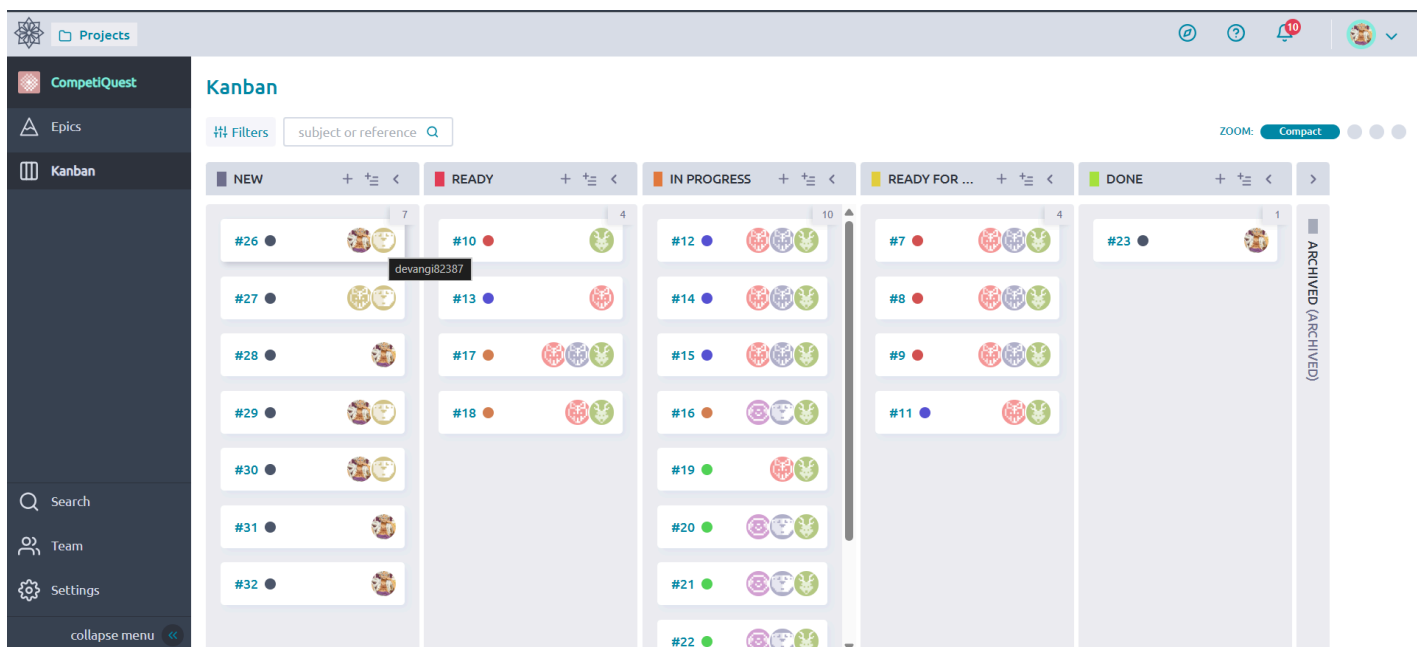 Projects
10
CompetiQuest
Epics
Kanban
Search
Team
Settings
collapse menu
Kanban
Filters
subject or reference
ZOOM: Compact
NEW
7
#26
devangi82387
#27
#28
#29
#30
#31
#32
READY
4
#10
#13
#17
#18
IN PROGRESS
10
#12
#14
#15
#16
#19
#20
#21
#22
READY FOR ...
4
#7
#8
#9
#11
DONE
1
#23
ARCHIVED (ARCHIVED)